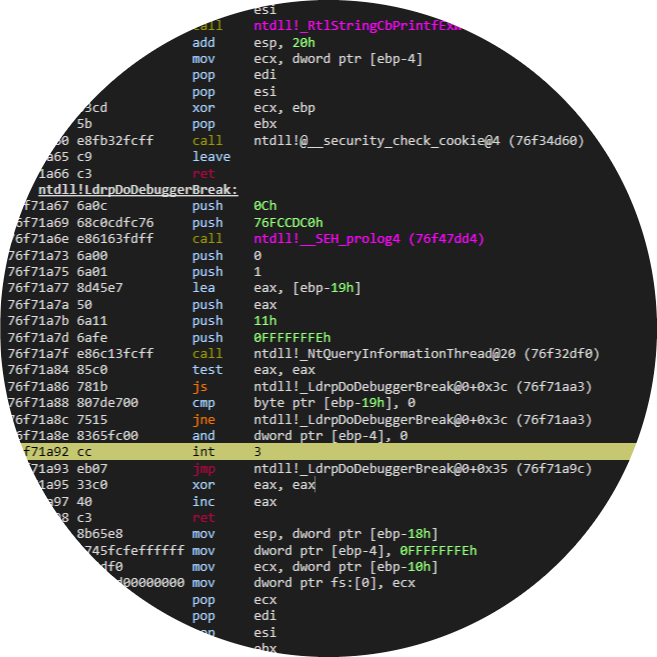 esi
call ntdll!_RtlStringCbPrintfExW
add esp, 20h
mov ecx, dword ptr [ebp-4]
pop edi
pop esi
3cd xor ecx, ebp
5b pop ebx
60 e8fb32fcff call ntdll!@__security_check_cookie@4 (76f34d60)
1a65 c9 leave
1a66 c3 ret
ntdll!LdrpDoDebuggerBreak:
76f71a67 6a0c push 0Ch
76f71a69 68c0cdfc76 push 76FCCDC0h
76f71a6e e86163fdff call ntdll!__SEH_prolog4 (76f47dd4)
76f71a73 6a00 push 0
76f71a75 6a01 push 1
76f71a77 8d45e7 lea eax, [ebp-19h]
76f71a7a 50 push eax
76f71a7b 6a11 push 11h
76f71a7d 6afe push 0FFFFFFFEh
76f71a7f e86c13fcff call ntdll!_NtQueryInformationThread@20 (76f32df0)
76f71a84 85c0 test eax, eax
76f71a86 781b js ntdll!_LdrpDoDebuggerBreak@0+0x3c (76f71aa3)
76f71a88 807de700 cmp byte ptr [ebp-19h], 0
76f71a8c 7515 jne ntdll!_LdrpDoDebuggerBreak@0+0x3c (76f71aa3)
76f71a8e 8365fc00 and dword ptr [ebp-4], 0
f71a92 cc int 3
f71a93 eb07 jmp ntdll!_LdrpDoDebuggerBreak@0+0x35 (76f71a9c)
1a95 33c0 xor eax, eax
a97 40 inc eax
98 c3 ret
8b65e8 mov esp, dword ptr [ebp-18h]
745fcfeffffff mov dword ptr [ebp-4], 0FFFFFFFEh
df0 mov ecx, dword ptr [ebp-10h]
d00000000 mov dword ptr fs:[0], ecx
pop ecx
pop edi
pop esi
ebx